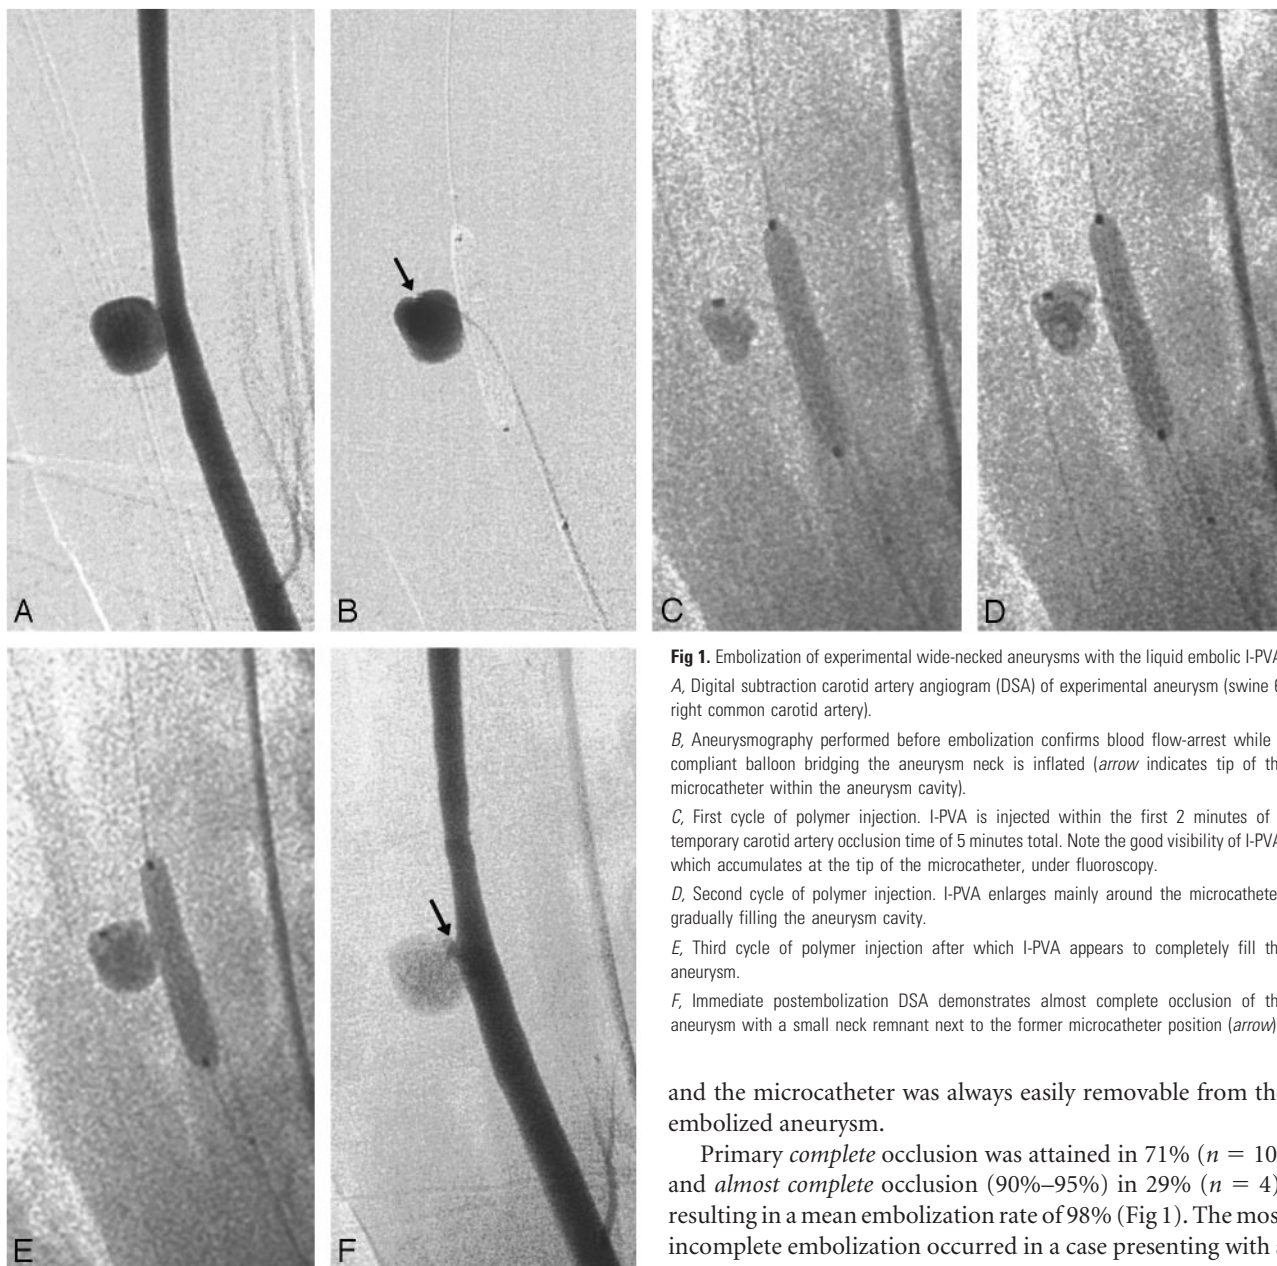 A
B
C
D
E
F
Fig 1. Embolization of experimental wide-necked aneurysms with the liquid embolic I-PVA
A, Digital subtraction carotid artery angiogram (DSA) of experimental aneurysm (swine 6
right common carotid artery).
B, Aneurysmography performed before embolization confirms blood flow-arrest while
compliant balloon bridging the aneurysm neck is inflated (arrow indicates tip of th
microcatheter within the aneurysm cavity).
C, First cycle of polymer injection. I-PVA is injected within the first 2 minutes of
temporary carotid artery occlusion time of 5 minutes total. Note the good visibility of I-PVA
which accumulates at the tip of the microcatheter, under fluoroscopy.
D, Second cycle of polymer injection. I-PVA enlarges mainly around the microcathete
gradually filling the aneurysm cavity.
E, Third cycle of polymer injection after which I-PVA appears to completely fill th
aneurysm.
F, Immediate postembolization DSA demonstrates almost complete occlusion of th
aneurysm with a small neck remnant next to the former microcatheter position (arrow)
and the microcatheter was always easily removable from the
embolized aneurysm.
Primary complete occlusion was attained in 71% (n = 10
and almost complete occlusion (90%–95%) in 29% (n = 4)
resulting in a mean embolization rate of 98% (Fig 1). The mos
incomplete embolization occurred in a case presenting with